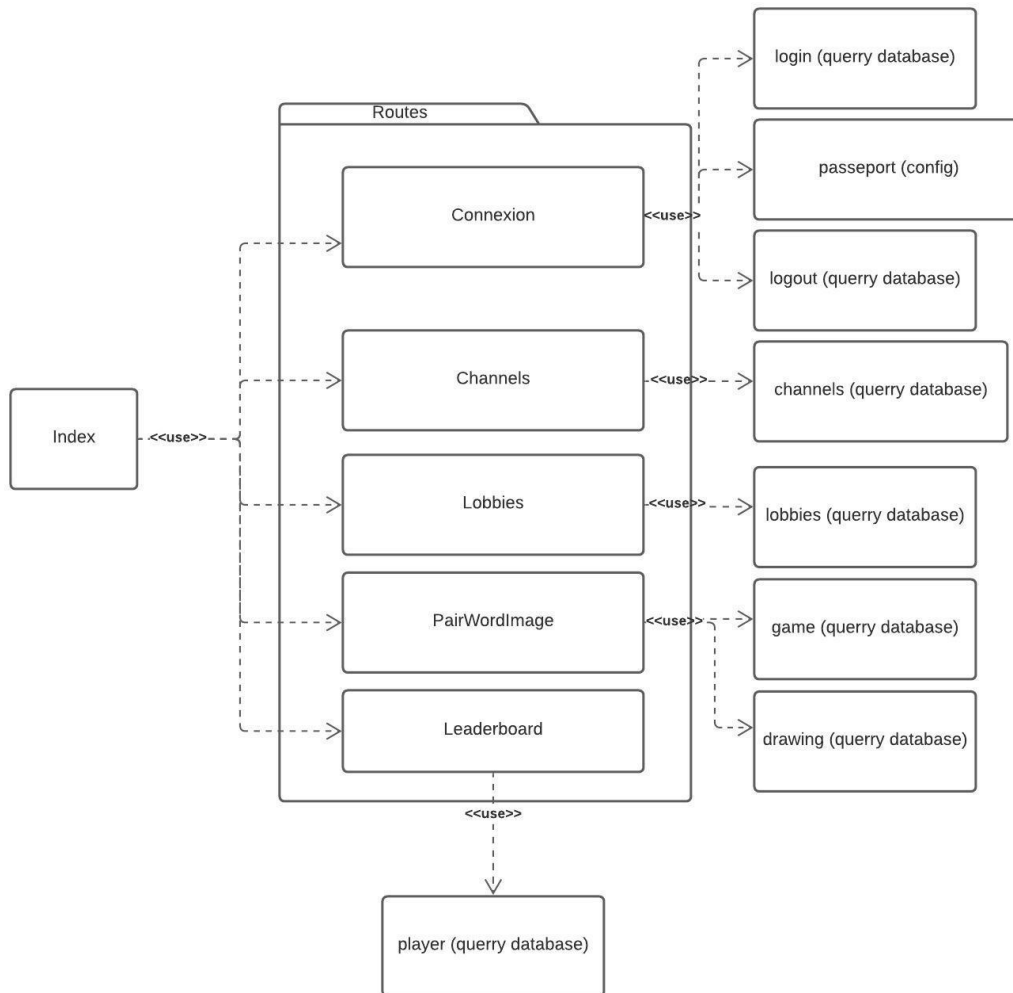 login (querry database)
Routes
passeport (config)
Connexion
<<use>>
logout (querry database)
Channels
<<use>>
channels (querry database)
Index
<<use>>
Lobbies
<<use>>
lobbies (querry database)
PairWordImage
<<use>>
game (querry database)
Leaderboard
drawing (querry database)
<<use>>
player (querry database)